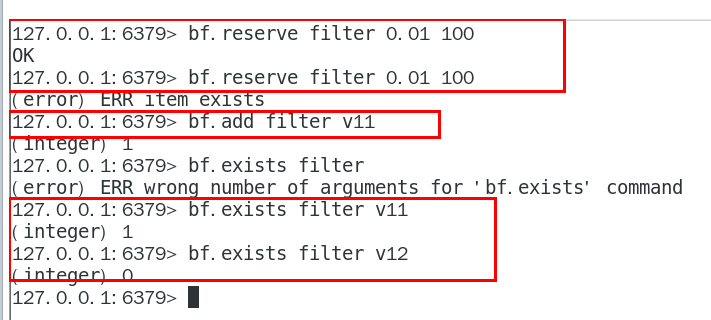 127.0.0.1:6379> bf.reserve filter 0.01 100
OK
127.0.0.1:6379> bf.reserve filter 0.01 100
(error) ERR item exists
127.0.0.1:6379> bf.add filter v11
(integer) 1
127.0.0.1:6379> bf.exists filter
(error) ERR wrong number of arguments for 'bf.exists' command
127.0.0.1:6379> bf.exists filter v11
(integer) 1
127.0.0.1:6379> bf.exists filter v12
(integer) 0
127.0.0.1:6379>